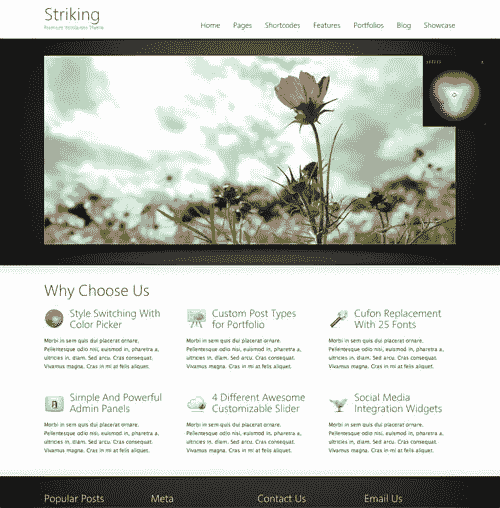 Striking
Premium Wordpress Theme
Home Pages Shortcodes Features Portfolios Blog Showcase
Why Choose Us
Style Switching With
Color Picker
Morbi in sem quis dui placerat ornare.
Pellentesque odio nisi, euismod in, pharetra a,
ultricies in, diam. Sed arcu. Cras consequat.
Vivamus magna. Cras in mi at felis aliquet.
Custom Post Types
for Portfolio
Morbi in sem quis dui placerat ornare.
Pellentesque odio nisi, euismod in, pharetra a,
ultricies in, diam. Sed arcu. Cras consequat.
Vivamus magna. Cras in mi at felis aliquet.
Cufon Replacement
With 25 Fonts
Morbi in sem quis dui placerat ornare.
Pellentesque odio nisi, euismod in, pharetra a,
ultricies in, diam. Sed arcu. Cras consequat.
Vivamus magna. Cras in mi at felis aliquet.
Simple And Powerful
Admin Panels
Morbi in sem quis dui placerat ornare.
Pellentesque odio nisi, euismod in, pharetra a,
ultricies in, diam. Sed arcu. Cras consequat.
Vivamus magna. Cras in mi at felis aliquet.
4 Different Awesome
Customizable Slider
Morbi in sem quis dui placerat ornare.
Pellentesque odio nisi, euismod in, pharetra a,
ultricies in, diam. Sed arcu. Cras consequat.
Vivamus magna. Cras in mi at felis aliquet.
Social Media
Integration Widgets
Morbi in sem quis dui placerat ornare.
Pellentesque odio nisi, euismod in, pharetra a,
ultricies in, diam. Sed arcu. Cras consequat.
Vivamus magna. Cras in mi at felis aliquet.
Popular Posts Meta Contact Us Email Us